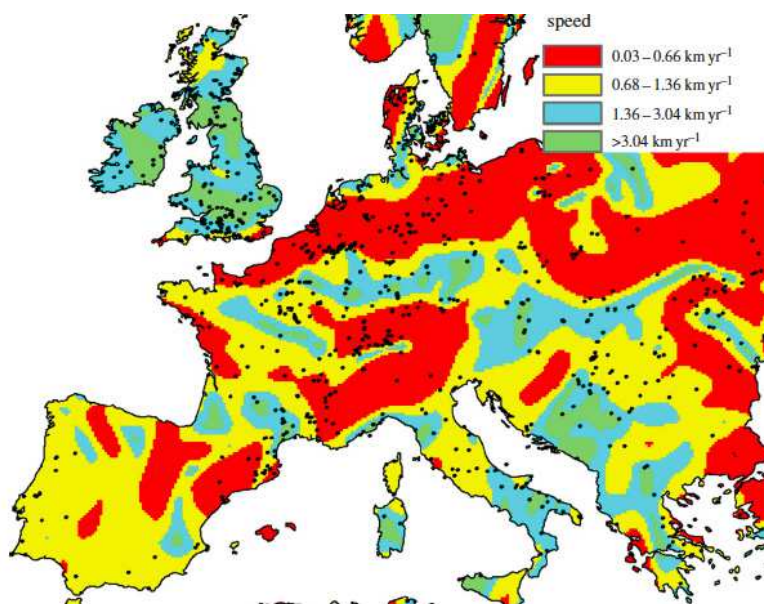 speed
0.03 – 0.66 km yr⁻¹
0.68 – 1.36 km yr⁻¹
1.36 – 3.04 km yr⁻¹
>3.04 km yr⁻¹